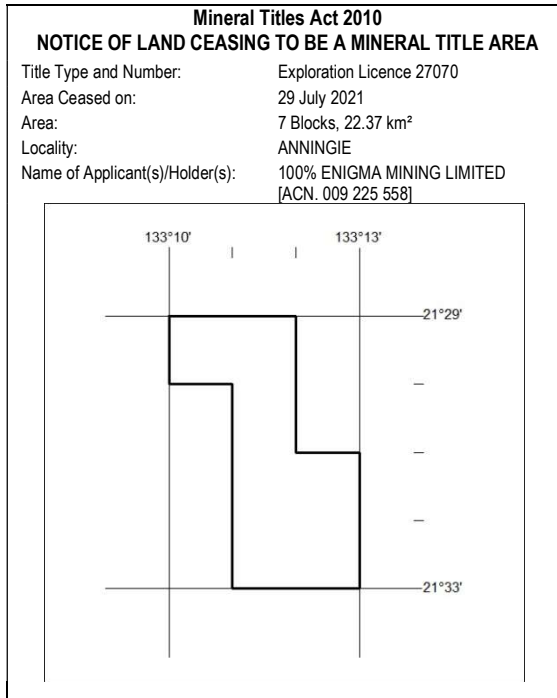 Mineral Titles Act 2010
NOTICE OF LAND CEASING TO BE A MINERAL TITLE AREA
Title Type and Number: Exploration Licence 27070
Area Ceased on: 29 July 2021
Area: 7 Blocks, 22.37 km²
Locality: ANNINGIE
Name of Applicant(s)/Holder(s): 100% ENIGMA MINING LIMITED
[ACN. 009 225 558]
133°10' 133°13'
21°29'
21°33'